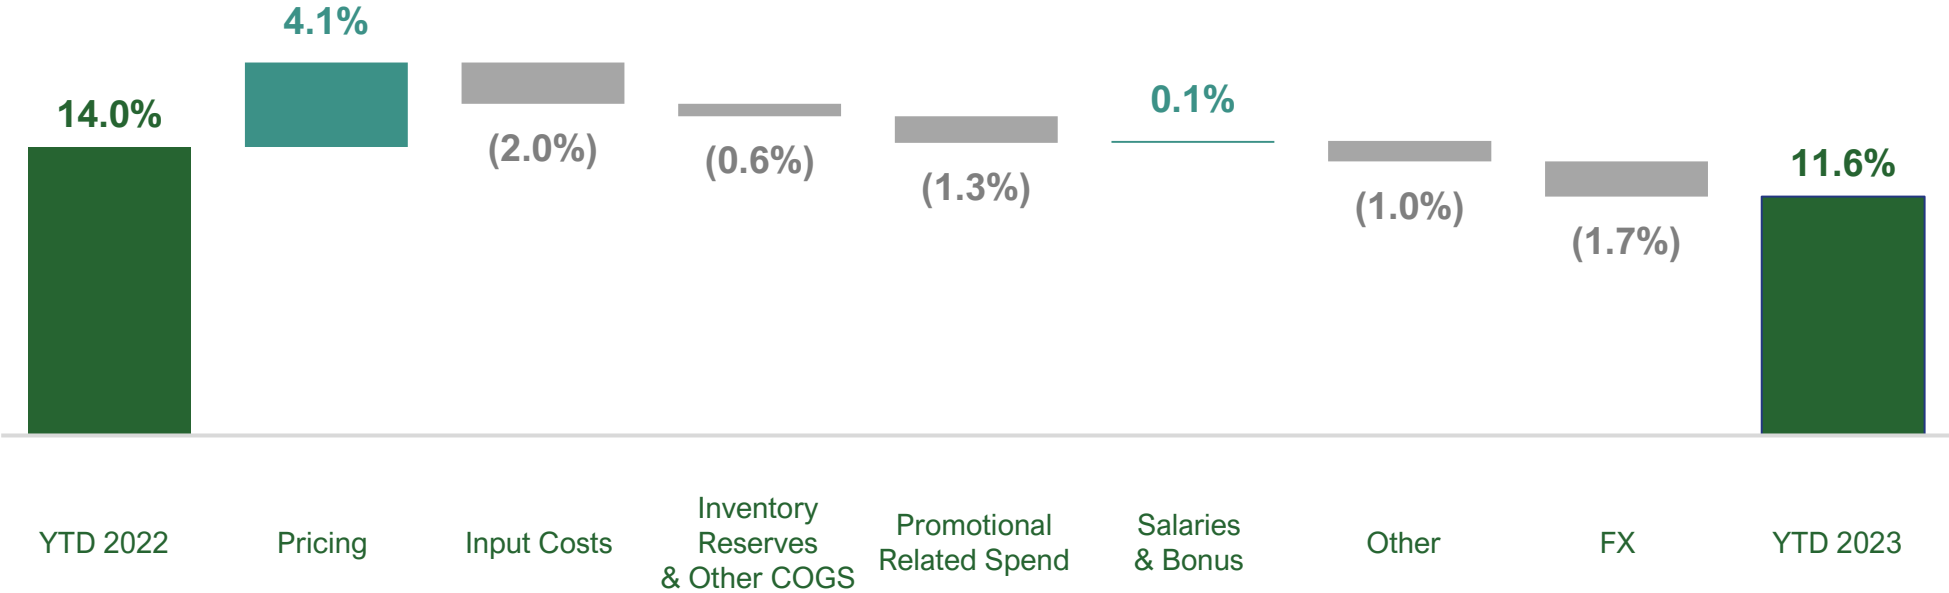 4.1%
14.0%
(2.0%)
(0.6%)
(1.3%)
0.1%
(1.0%)
(1.7%)
11.6%
YTD 2022
Pricing
Input Costs
Inventory
Reserves
& Other COGS
Promotional
Related Spend
Salaries
& Bonus
Other
FX
YTD 2023